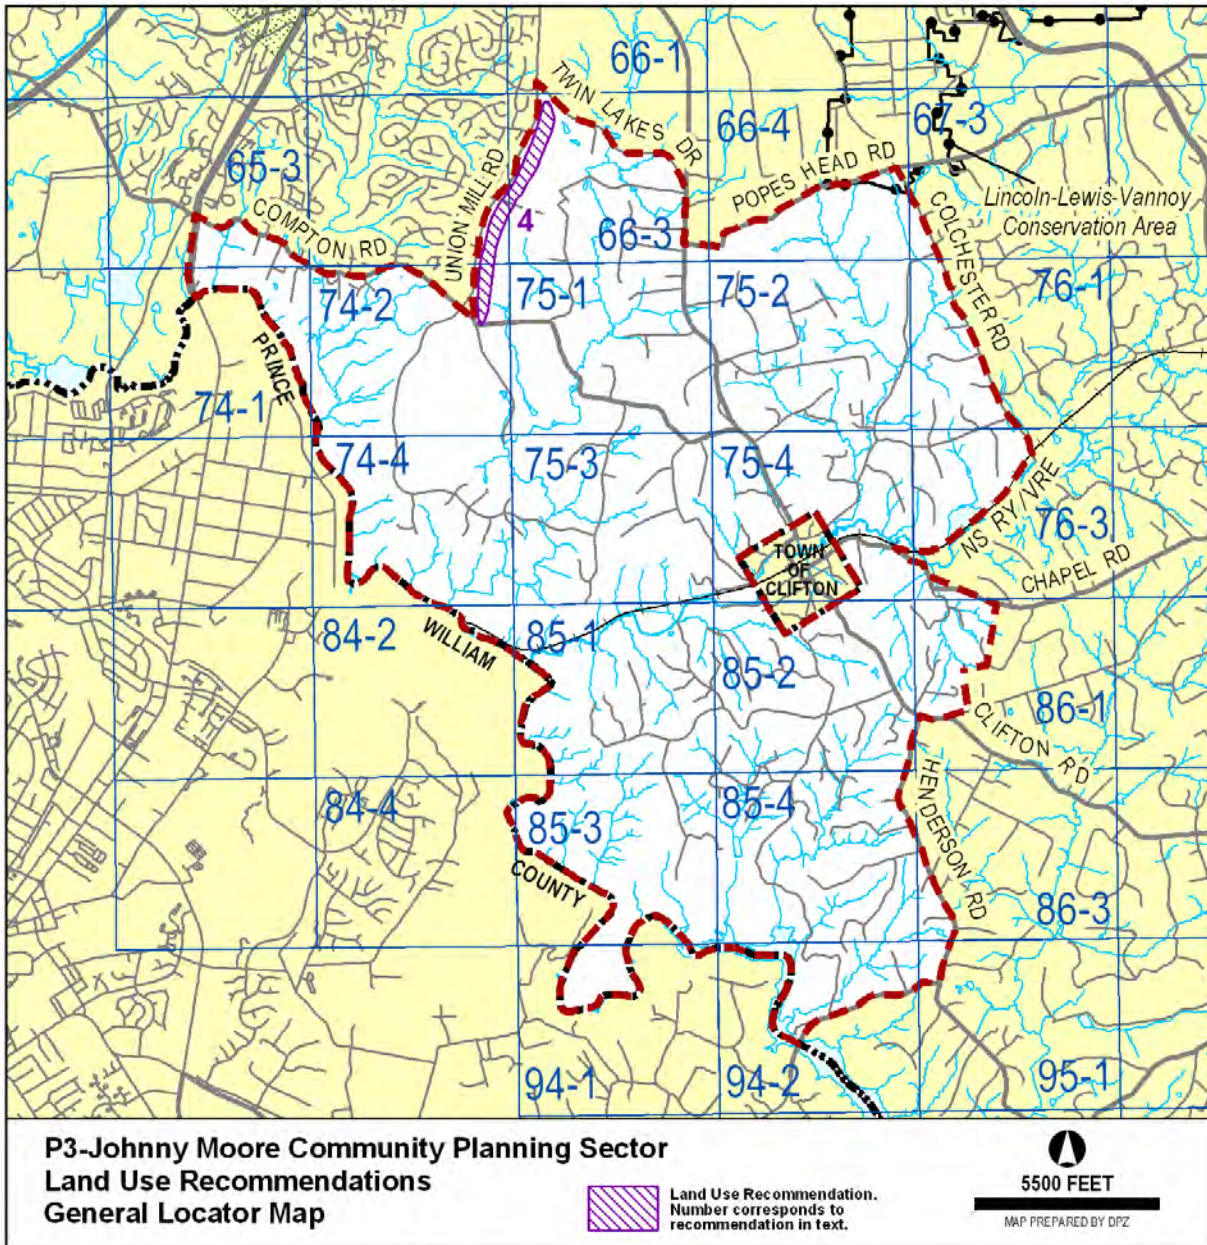 66-1
TWIN LAKES DR
66-4
67-3
65-3
UNION MILL RD
POPES HEAD RD
Lincoln-Lewis-Vannoy
Conservation Area
COMPTON RD
4
66-3
COLCHESTER RD
74-2
75-1
75-2
76-1
PRINCE
74-1
74-4
75-3
75-4
NS RY/VRE
76-3
TOWN
OF
CLIFTON
CHAPEL RD
84-2
WILLIAM
85-1
85-2
86-1
CLIFTON RD
84-4
85-3
85-4
HENDERSON RD
COUNTY
86-3
94-1
94-2
95-1
P3-Johnny Moore Community Planning Sector
Land Use Recommendations
General Locator Map
Land Use Recommendation.
Number corresponds to
recommendation in text.
5500 FEET
MAP PREPARED BY DPZ